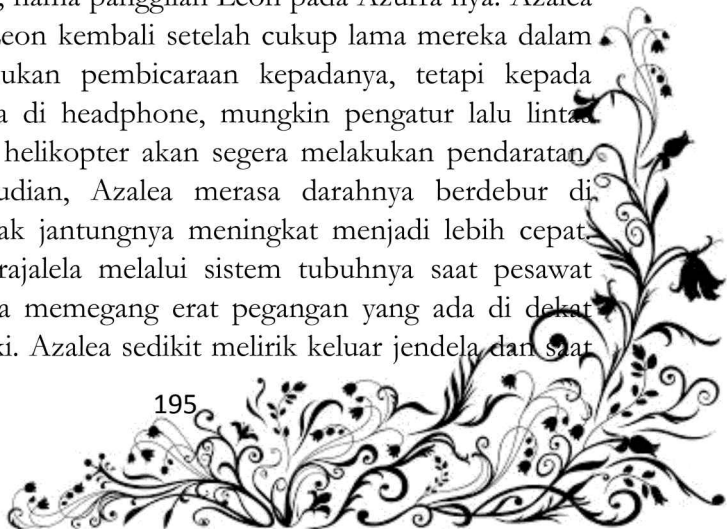 nama panggilan Leon pada Azurra nya. Azalea
Leon kembali setelah cukup lama mereka dalam
ukan pembicaraan kepadanya, tetapi kepada
a di headphone, mungkin pengatur lalu lintas
helikopter akan segera melakukan pendaratan.
udian, Azalea merasa darahnya berdebur di
ak jantungnya meningkat menjadi lebih cepat.
rajalela melalui sistem tubuhnya saat pesawat
a memegang erat pegangan yang ada di dekat
ki. Azalea sedikit melirik keluar jendela dan saat
195